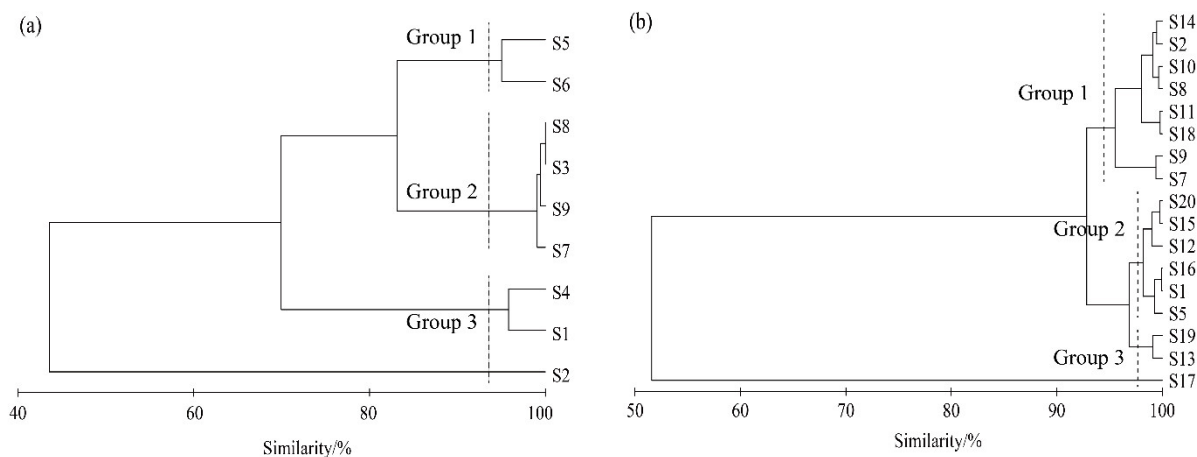 (a)
Group 1
S5
S6
S8
S3
Group 2
S9
S7
S4
Group 3
S1
S2
40 60 80 100
Similarity/%
(b)
S14
S2
S10
Group 1
S8
S11
S18
S9
S7
S20
Group 2
S15
S12
S16
S1
S5
S19
Group 3
S13
S17
50 60 70 80 90 100
Similarity/%